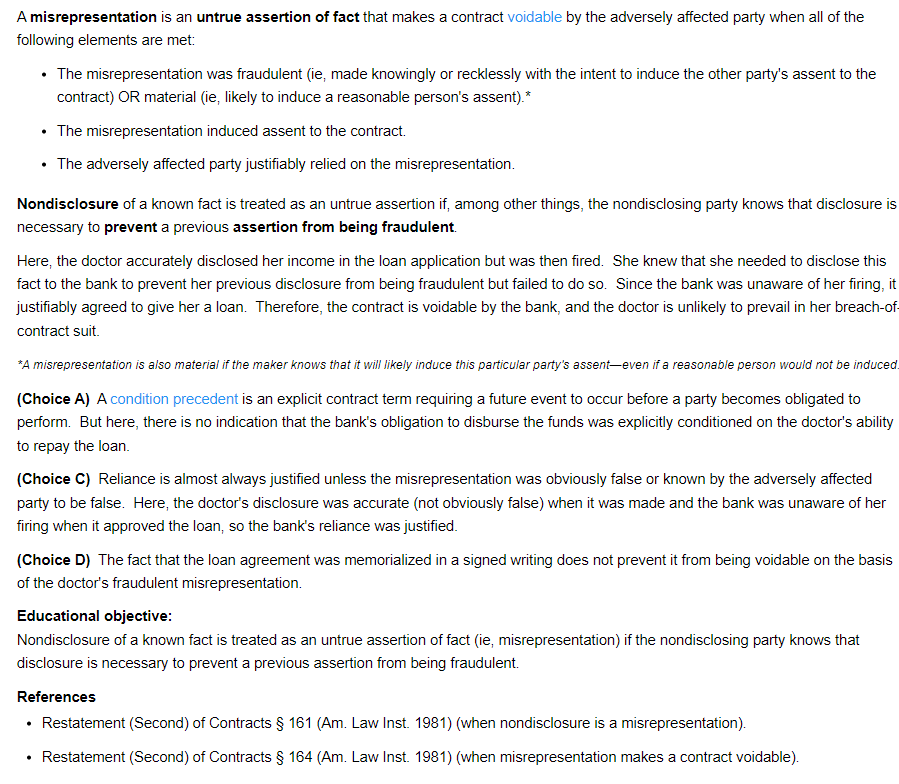 A misrepresentation is an untrue assertion of fact that makes a contract voidable by the adversely affected party when all of the
following elements are met:
• The misrepresentation was fraudulent (ie, made knowingly or recklessly with the intent to induce the other party's assent to the
contract) OR material (ie, likely to induce a reasonable person's assent).*
• The misrepresentation induced assent to the contract.
• The adversely affected party justifiably relied on the misrepresentation.
Nondisclosure of a known fact is treated as an untrue assertion if, among other things, the nondisclosing party knows that disclosure is
necessary to prevent a previous assertion from being fraudulent.
Here, the doctor accurately disclosed her income in the loan application but was then fired. She knew that she needed to disclose this
fact to the bank to prevent her previous disclosure from being fraudulent but failed to do so. Since the bank was unaware of her firing, it
justifiably agreed to give her a loan. Therefore, the contract is voidable by the bank, and the doctor is unlikely to prevail in her breach-of-
contract suit.
*A misrepresentation is also material if the maker knows that it will likely induce this particular party's assent—even if a reasonable person would not be induced.
(Choice A) A condition precedent is an explicit contract term requiring a future event to occur before a party becomes obligated to
perform. But here, there is no indication that the bank's obligation to disburse the funds was explicitly conditioned on the doctor's ability
to repay the loan.
(Choice C) Reliance is almost always justified unless the misrepresentation was obviously false or known by the adversely affected
party to be false. Here, the doctor's disclosure was accurate (not obviously false) when it was made and the bank was unaware of her
firing when it approved the loan, so the bank's reliance was justified.
(Choice D) The fact that the loan agreement was memorialized in a signed writing does not prevent it from being voidable on the basis
of the doctor's fraudulent misrepresentation.
Educational objective:
Nondisclosure of a known fact is treated as an untrue assertion of fact (ie, misrepresentation) if the nondisclosing party knows that
disclosure is necessary to prevent a previous assertion from being fraudulent.
References
• Restatement (Second) of Contracts § 161 (Am. Law Inst. 1981) (when nondisclosure is a misrepresentation).
• Restatement (Second) of Contracts § 164 (Am. Law Inst. 1981) (when misrepresentation makes a contract voidable).